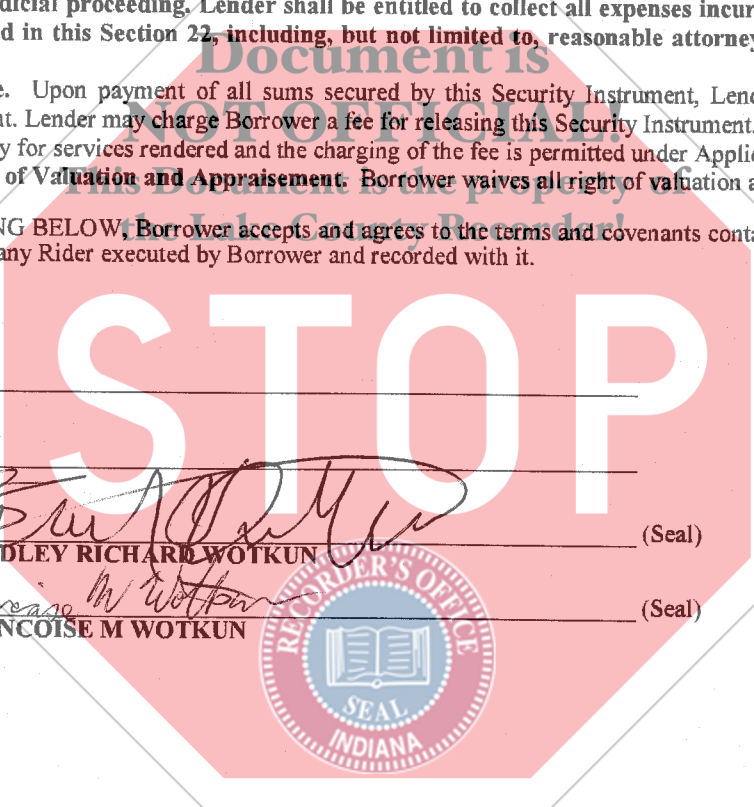 dicial proceeding. Lender shall be entitled to collect all expenses incur
d in this Section 22, including, but not limited to, reasonable attorney
Document is
e. Upon payment of all sums secured by this Security Instrument, Lend
nt. Lender may charge Borrower a fee for releasing this Security Instrument,
NOT OFFICIAL!
y for services rendered and the charging of the fee is permitted under Applic
of Valuation and Appraisement. Borrower waives all right of valuation a
This Document is the property of
the Lake County Recorder!
NG BELOW, Borrower accepts and agrees to the terms and covenants conta
any Rider executed by Borrower and recorded with it.
STOP
(Seal)
DLEY RICHARD WOTKUN
M Wotkun
(Seal)
NCOISE M WOTKUN
RECORDER'S OFFICE
SEAL
INDIANA